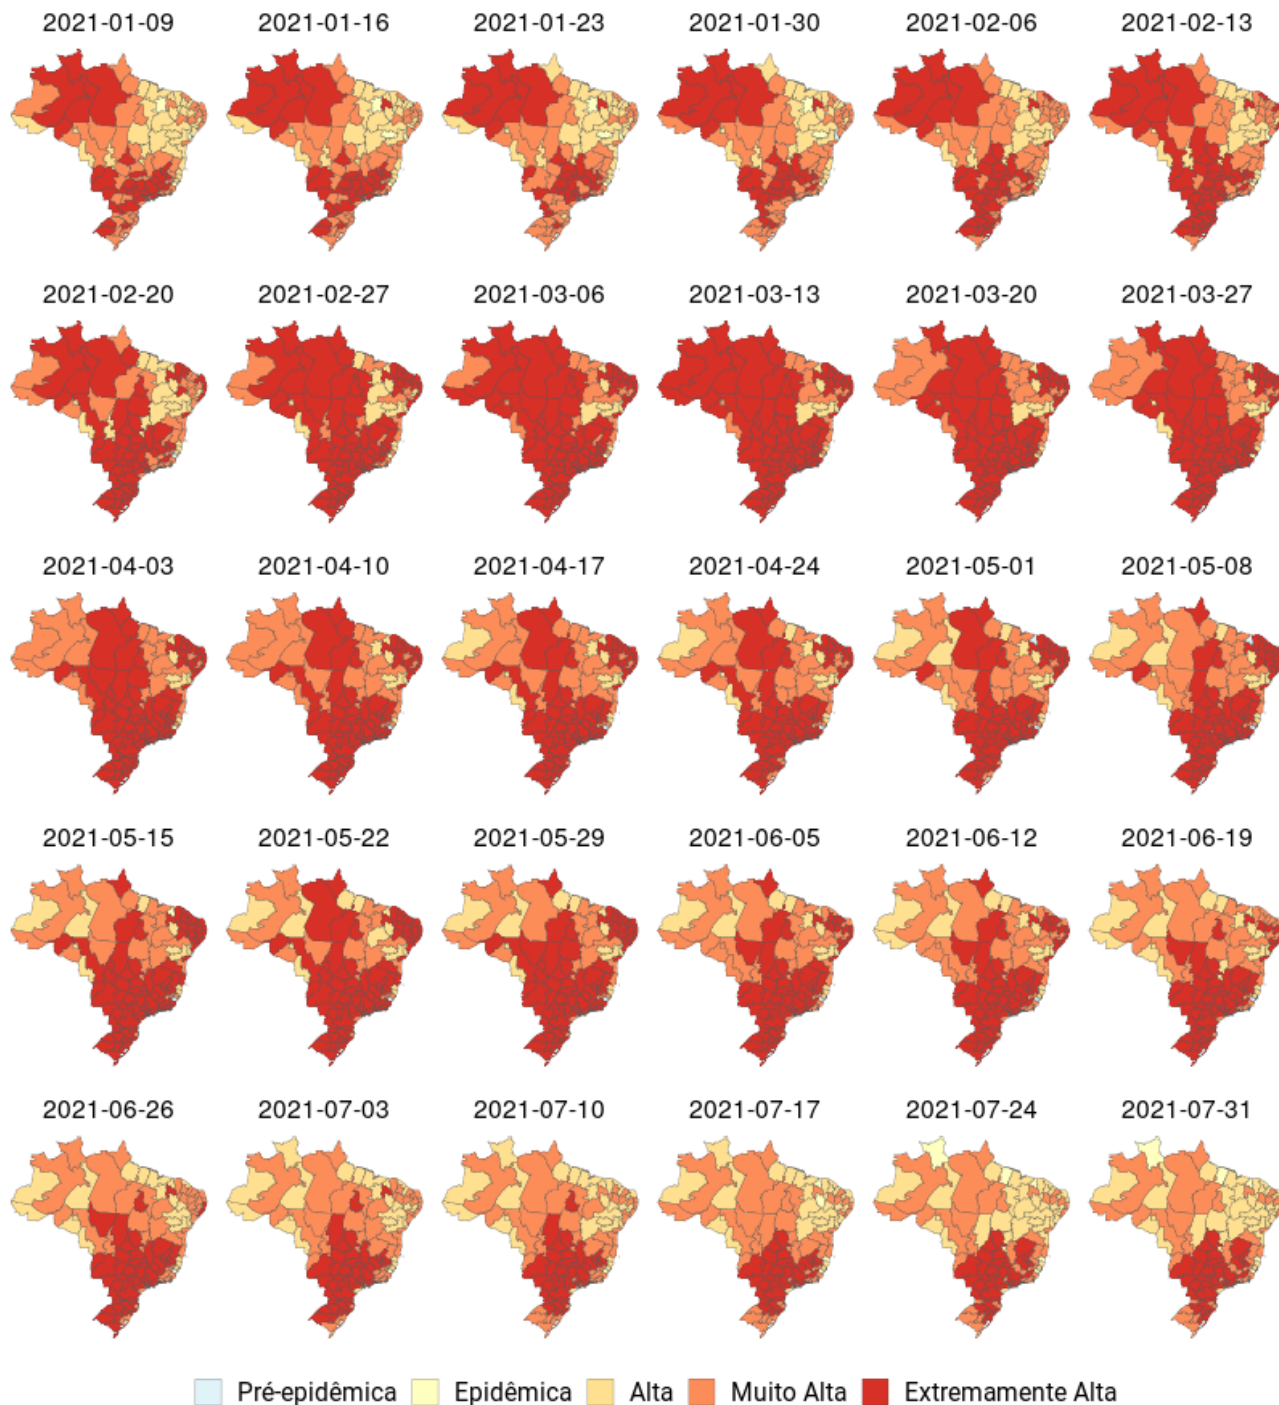 2021-01-09 2021-01-16 2021-01-23 2021-01-30 2021-02-06 2021-02-13
2021-02-20 2021-02-27 2021-03-06 2021-03-13 2021-03-20 2021-03-27
2021-04-03 2021-04-10 2021-04-17 2021-04-24 2021-05-01 2021-05-08
2021-05-15 2021-05-22 2021-05-29 2021-06-05 2021-06-12 2021-06-19
2021-06-26 2021-07-03 2021-07-10 2021-07-17 2021-07-24 2021-07-31
Pré-epidêmica Epidêmica Alta Muito Alta Extremamente Alta